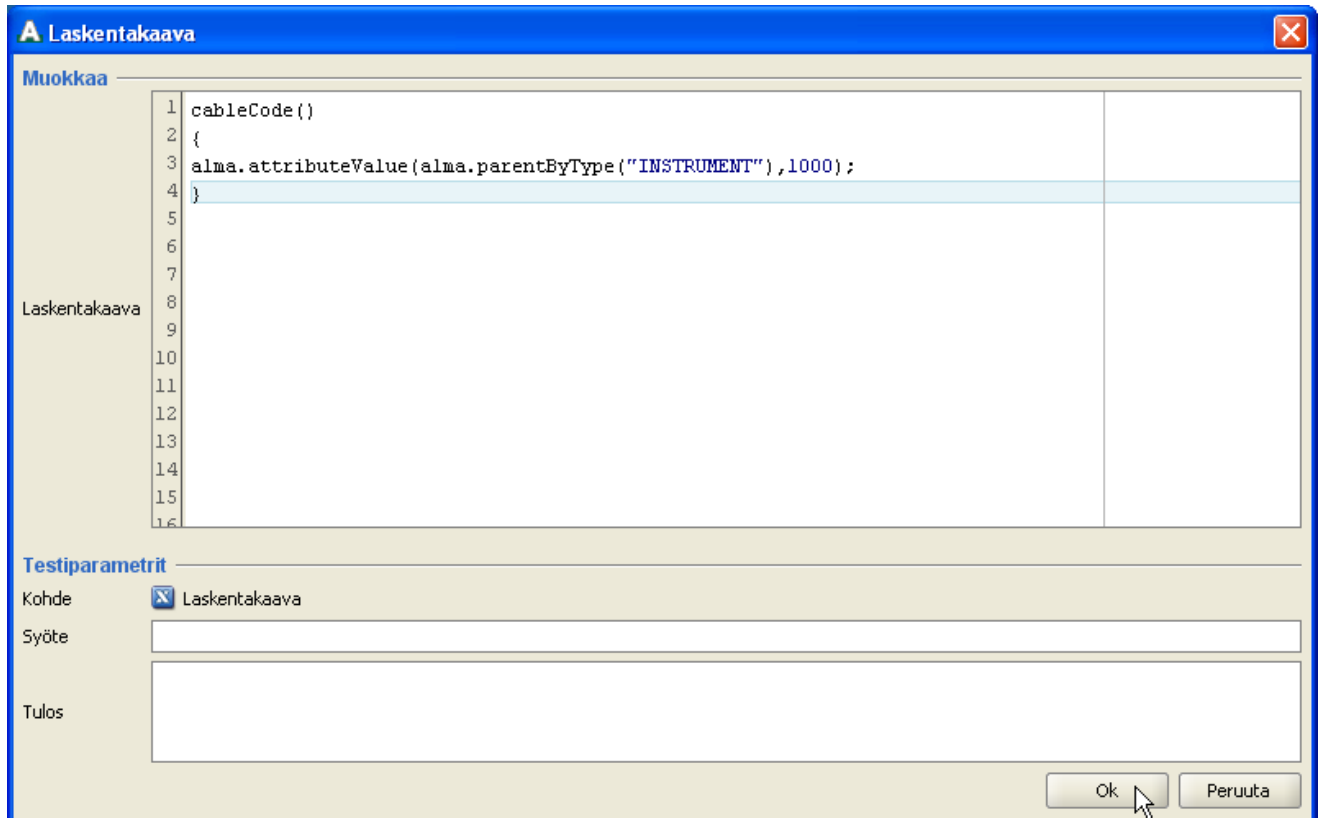 A Laskentakaava
Muokkaa
1 cableCode()
2 {
3 alma.attributeValue(alma.parentByType("INSTRUMENT"),1000);
4 }
5
6
7
Laskentakaava 8
9
10
11
12
13
14
15
16
Testiparametrit
Kohde Laskentakaava
Syöte
Tulos
Ok Peruuta